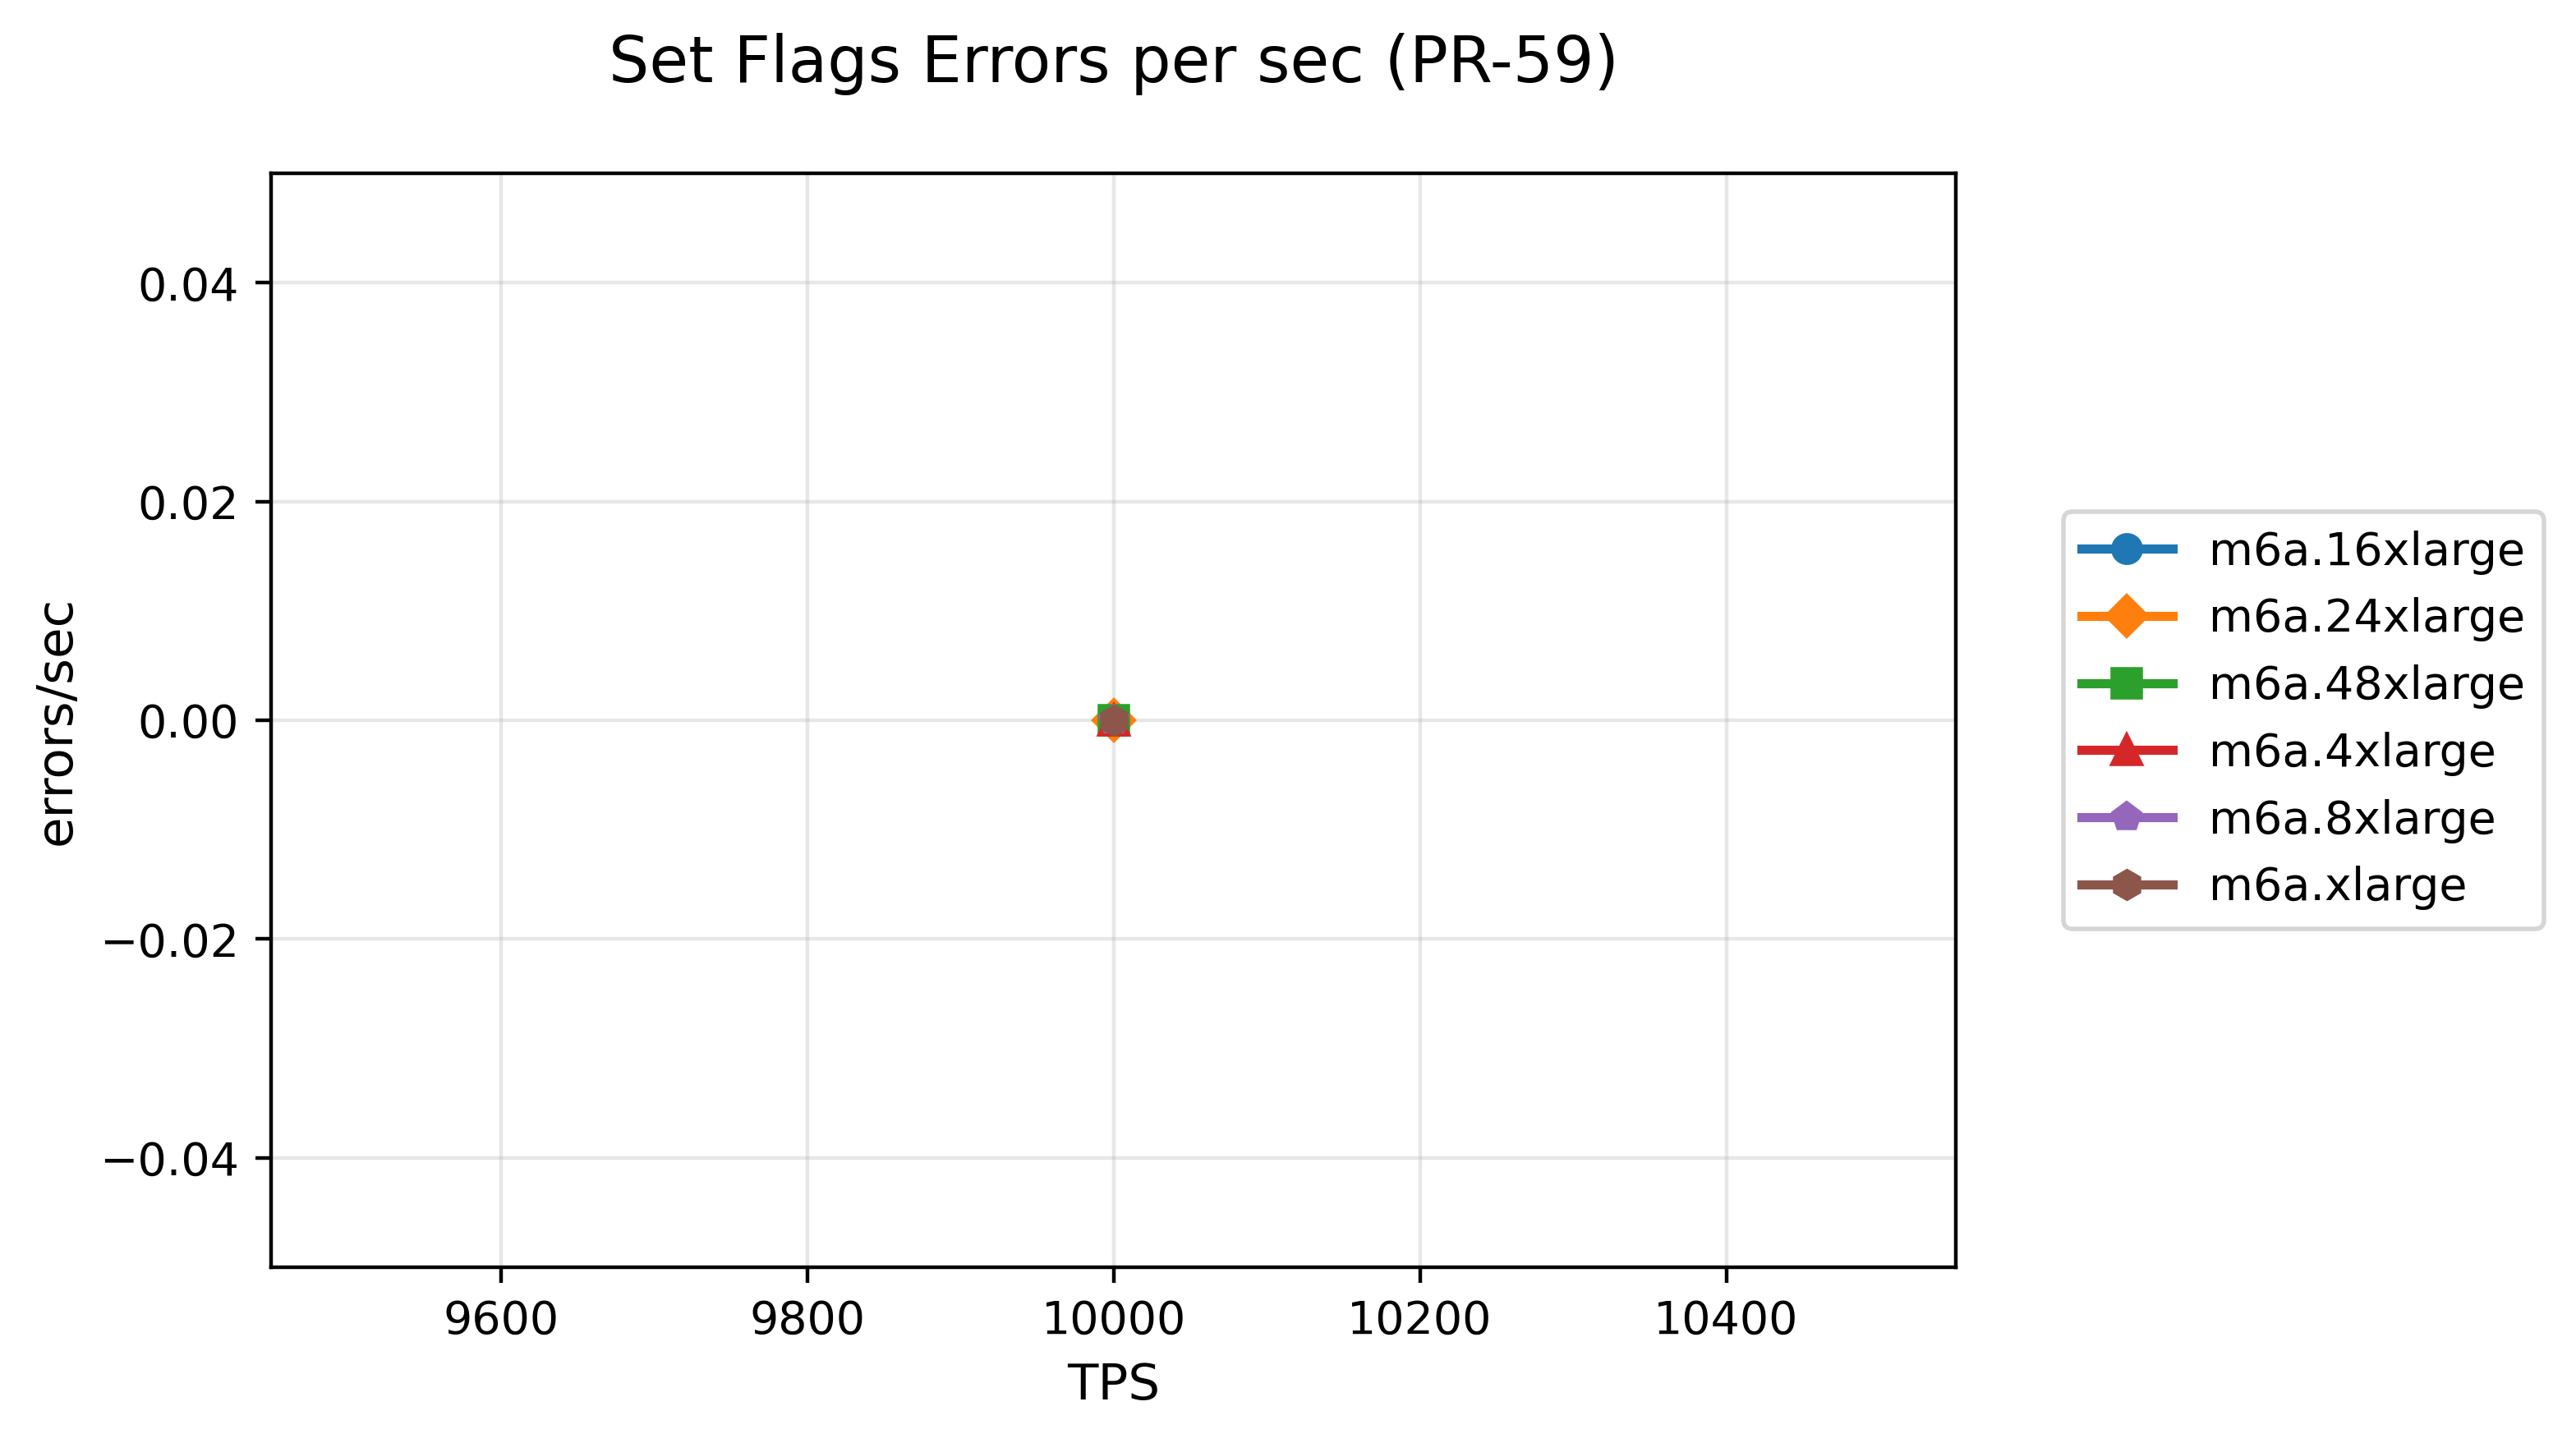 Set Flags Errors per sec (PR-59)
errors/sec
0.04
0.02
0.00
−0.02
−0.04
9600 9800 10000 10200 10400
TPS
m6a.16xlarge
m6a.24xlarge
m6a.48xlarge
m6a.4xlarge
m6a.8xlarge
m6a.xlarge